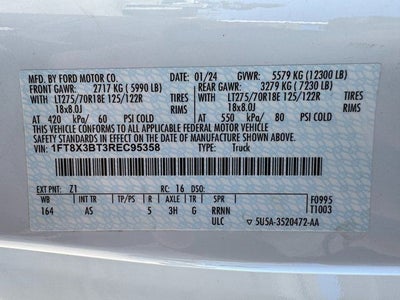 MFD. BY FORD MOTOR CO. 01/24 GVWR: 5579 KG (12300 LB)
FRONT GAWR: 2717 KG (5990 LB) REAR GAWR: 3279 KG (7230 LB)
WITH LT275/70R18E 125/122R TIRES WITH LT275/70R18E 125/122R TIRES
18x8.0J RIMS 18x8.0J RIMS
AT 420 kPa/ 60 PSI COLD AT 550 kPa/ 80 PSI COLD
THIS VEHICLE CONFORMS TO ALL APPLICABLE FEDERAL MOTOR VEHICLE
SAFETY STANDARDS IN EFFECT ON THE DATE OF MANUFACTURE SHOWN ABOVE.
VIN: 1FT8X3BT3REC95358 TYPE: Truck
EXT PNT: Z1 RC: 16 DSO: F0995
WB INT TR TP/PS R AXLE TR SPR T1003
164 AS 5 3H G RRNN
ULC 5U5A-3520472-AA